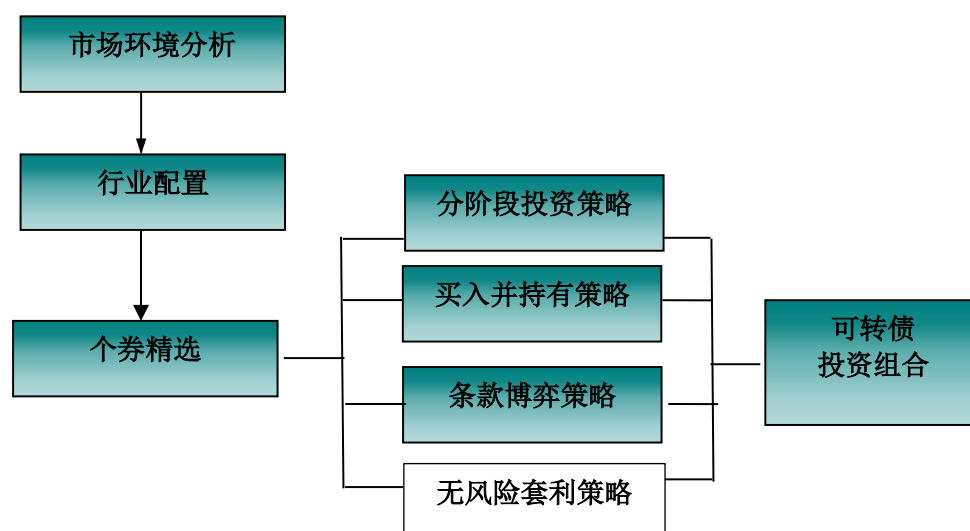 市场环境分析
行业配置
个券精选
分阶段投资策略
买入并持有策略
条款博弈策略
无风险套利策略
可转债
投资组合